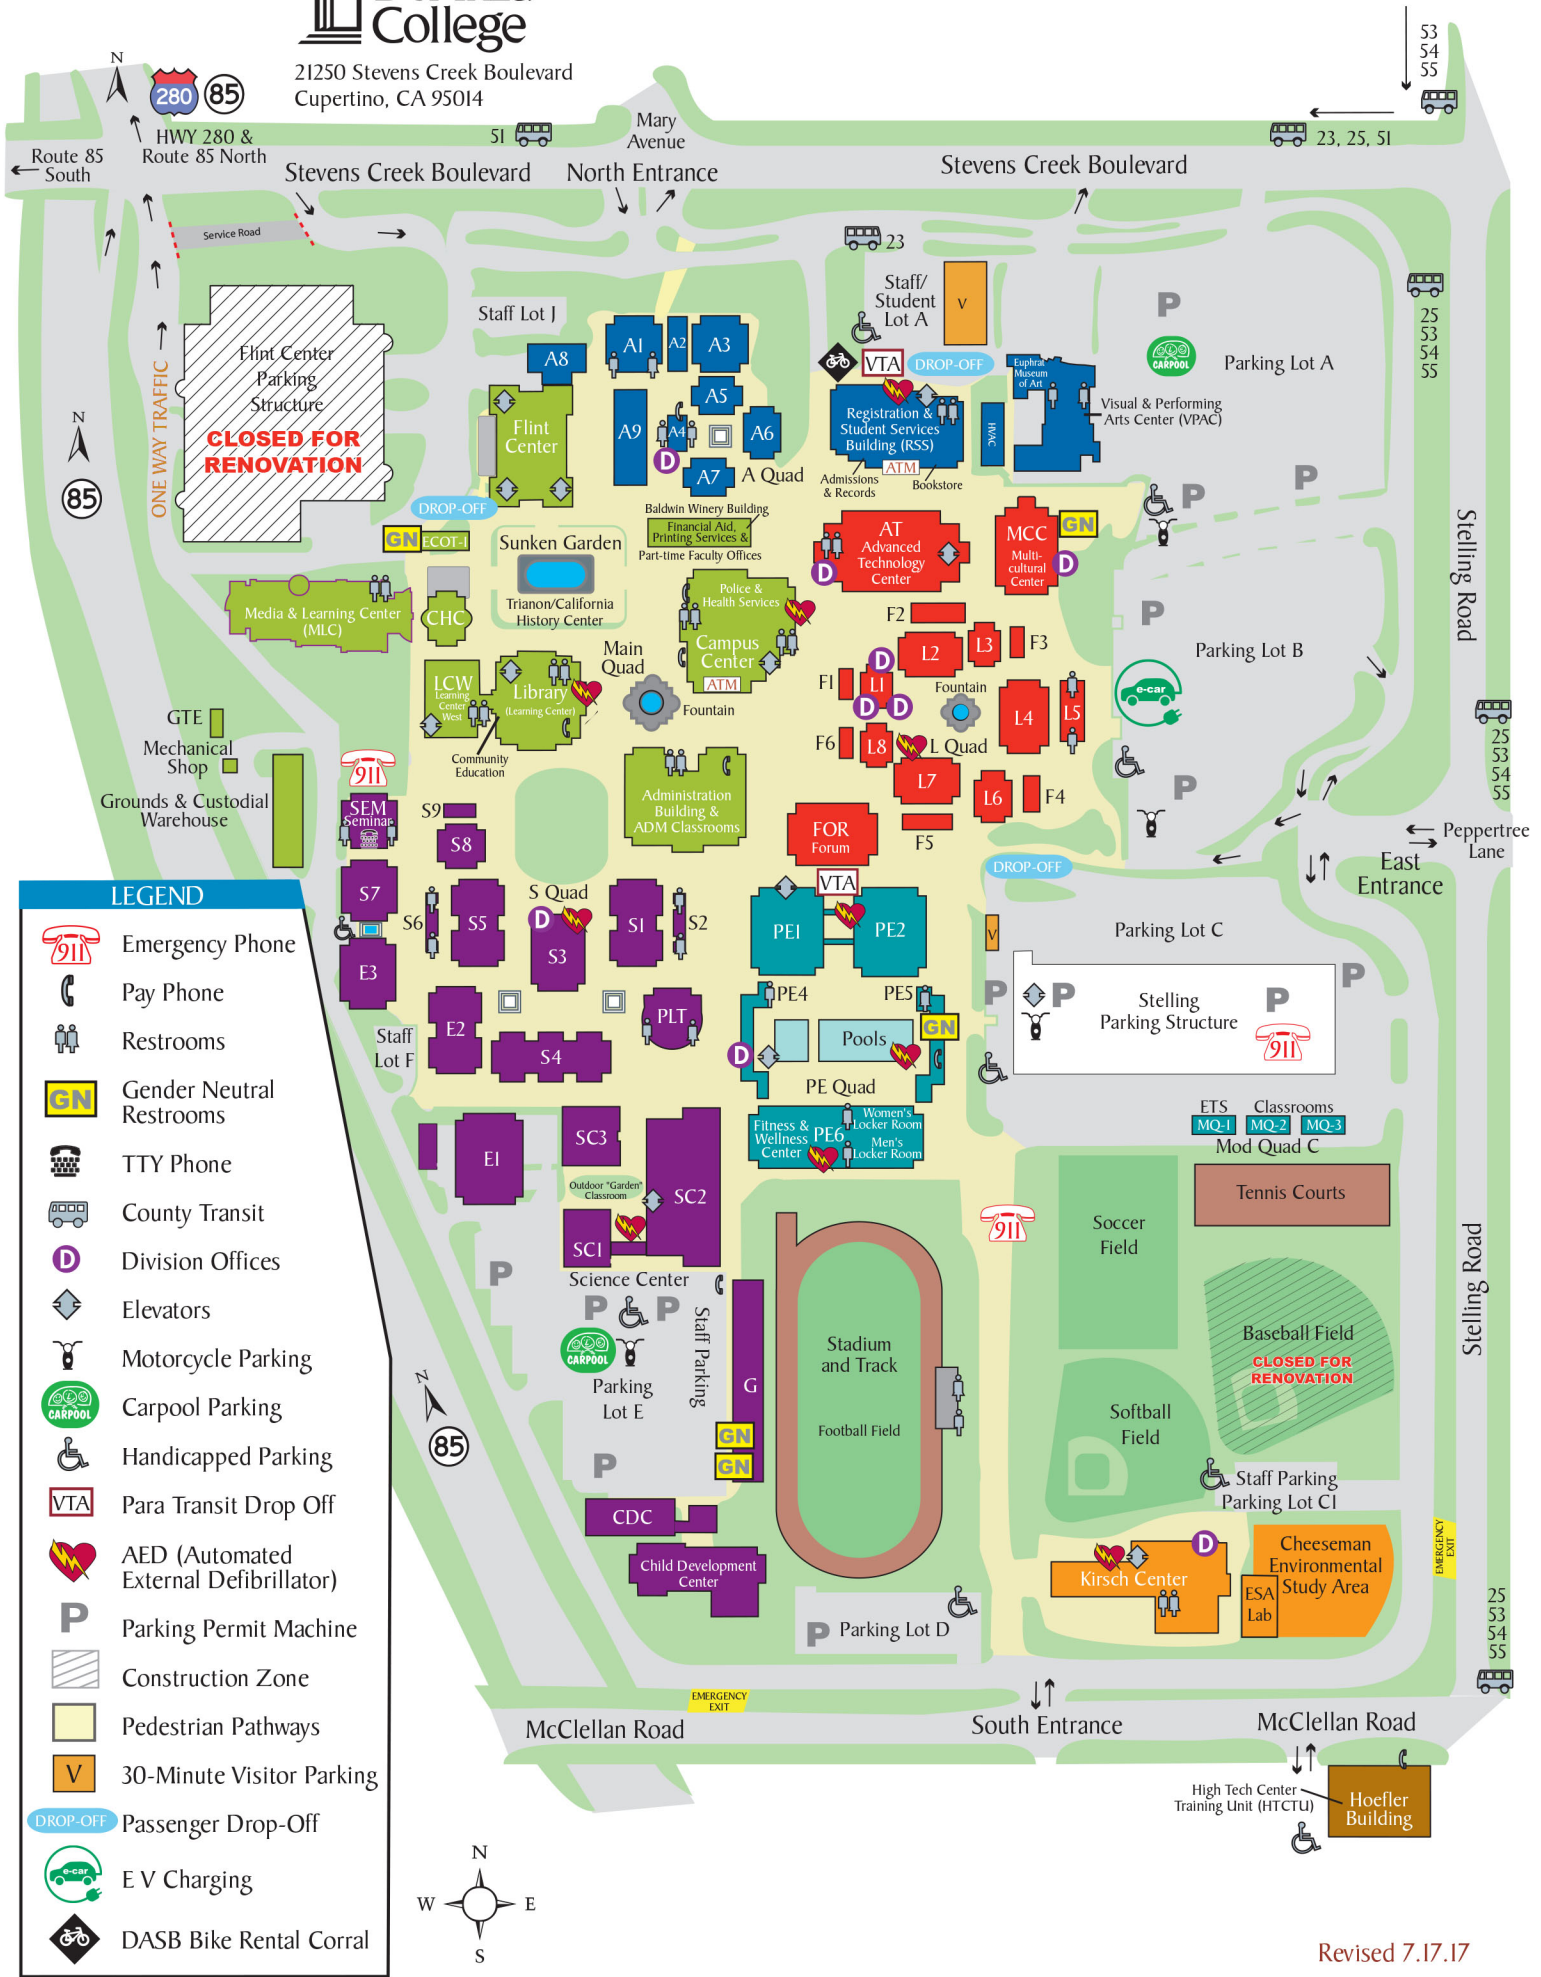 College
21250 Stevens Creek Boulevard
Cupertino, CA 95014
53
54
55
N
280
85
HWY 280 &
Route 85 North
Route 85
South
51
Mary
Avenue
23, 25, 51
Stevens Creek Boulevard
North Entrance
Stevens Creek Boulevard
Service Road
23
Staff/
Student
Lot A
V
P
25
53
54
55
Staff Lot J
A1
A2
A3
A8
VTA
DROP-OFF
Euphrat
Museum
of Art
CARPOOL
Parking Lot A
Flint Center
Parking
Structure
CLOSED FOR
RENOVATION
ONE WAY TRAFFIC
N
85
A5
Flint
Center
A9
A4
A6
D
A7
A Quad
Registration &
Student Services
Building (RSS)
ATM
HVAC
Visual & Performing
Arts Center (VPAC)
Admissions
& Records
Bookstore
P
P
DROP-OFF
Baldwin Winery Building
Financial Aid,
Printing Services &
Part-time Faculty Offices
GN
ECOT-1
Sunken Garden
Trianon/California
History Center
AT
Advanced
Technology
Center
D
MCC
Multi-
cultural
Center
GN
D
Stelling Road
Media & Learning Center
(MLC)
CHC
Police &
Health Services
Campus
Center
ATM
F2
P
L2
L3
F3
Parking Lot B
Main
Quad
LCW
Learning
Center
West
Library
(Learning Center)
Fountain
D
F1
L1
D
D
Fountain
L4
L5
e-car
GTE
Mechanical
Shop
Community
Education
F6
L8
L Quad
25
53
54
55
911
Grounds & Custodial
Warehouse
Administration
Building &
ADM Classrooms
L7
L6
F4
P
SEM
Seminar
S9
S8
FOR
Forum
F5
Peppertree
Lane
East
Entrance
DROP-OFF
VTA
S7
S Quad
D
S6
S5
S3
S1
S2
PE1
PE2
V
Parking Lot C
E3
P
P
P
P
Stelling
Parking Structure
911
PE4
PE5
GN
Staff
Lot F
E2
S4
PLT
D
Pools
PE Quad
ETS
Classrooms
MQ-1
MQ-2
MQ-3
Mod Quad C
E1
SC3
Outdoor "Garden"
Classroom
SC2
SC1
Science Center
Fitness &
Wellness
Center
PE6
Women's
Locker Room
Men's
Locker Room
911
Soccer
Field
Tennis Courts
Stelling Road
P
P
P
CARPOOL
Parking
Lot E
Staff Parking
G
GN
GN
P
Stadium
and Track
Football Field
Baseball Field
CLOSED FOR
RENOVATION
Softball
Field
N
85
Staff Parking
Parking Lot C1
CDC
Child Development
Center
P
Parking Lot D
D
Kirsch Center
ESA
Lab
Cheeseman
Environmental
Study Area
EMERGENCY
EXIT
25
53
54
55
EMERGENCY
EXIT
McClellan Road
South Entrance
McClellan Road
High Tech Center
Training Unit (HTCTU)
Hoefler
Building
LEGEND
911
Emergency Phone
Pay Phone
Restrooms
GN
Gender Neutral
Restrooms
TTY Phone
County Transit
D
Division Offices
Elevators
Motorcycle Parking
CARPOOL
Carpool Parking
Handicapped Parking
VTA
Para Transit Drop Off
AED (Automated
External Defibrillator)
P
Parking Permit Machine
Construction Zone
Pedestrian Pathways
V
30-Minute Visitor Parking
DROP-OFF
Passenger Drop-Off
e-car
E V Charging
DASB Bike Rental Corral
N
W
E
S
Revised 7.17.17